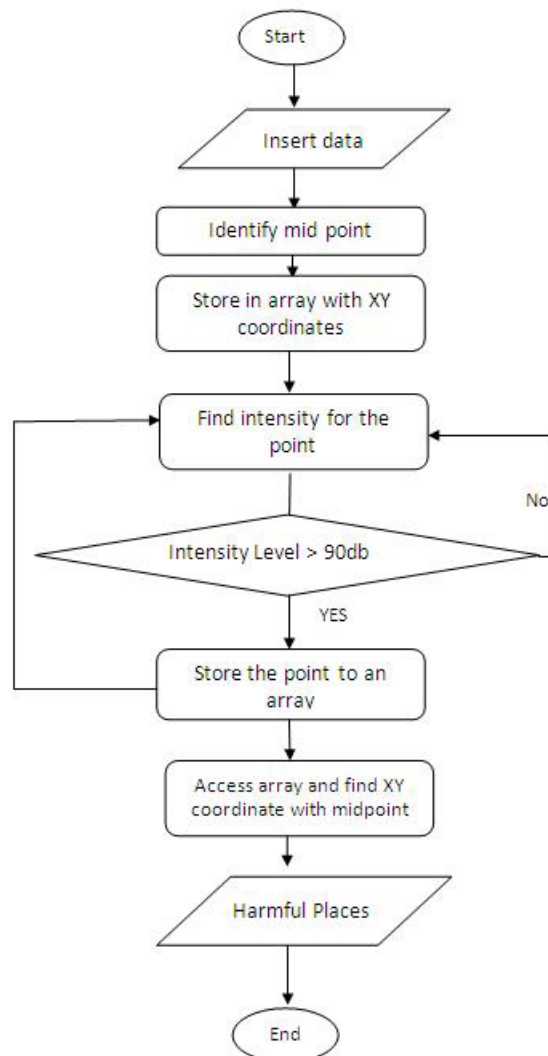 Start
Insert data
Identify mid point
Store in array with XY
coordinates
Find intensity for the
point
No
Intensity Level > 90db
YES
Store the point to an
array
Access array and find XY
coordinate with midpoint
Harmful Places
End